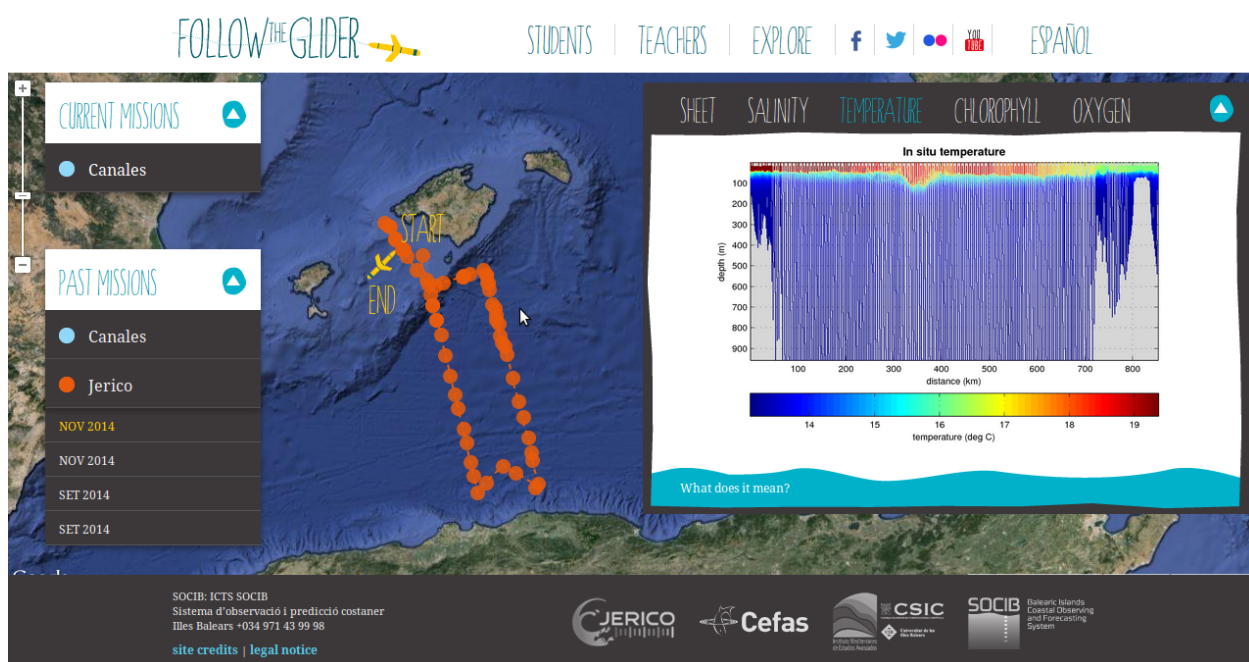 FOLLOW THE GLIDER
STUDENTS
TEACHERS
EXPLORE
YOU TUBE
ESPAÑOL
CURRENT MISSIONS
Canales
PAST MISSIONS
Canales
Jerico
NOV 2014
NOV 2014
SET 2014
SET 2014
START
END
SHEET
SALINITY
TEMPERATURE
CHLOROPHYLL
OXYGEN
In situ temperature
depth (m)
100
200
300
400
500
600
700
800
900
100 200 300 400 500 600 700 800
distance (km)
14 15 16 17 18 19
temperature (deg C)
What does it mean?
SOCIB: ICTS SOCIB
Sistema d'observació i predicció costaner
Illes Balears +034 971 43 99 98
site credits | legal notice
JERICO
Cefas
CSIC
SOCIB
Balearic Islands
Coastal Observing
and Forecasting
System